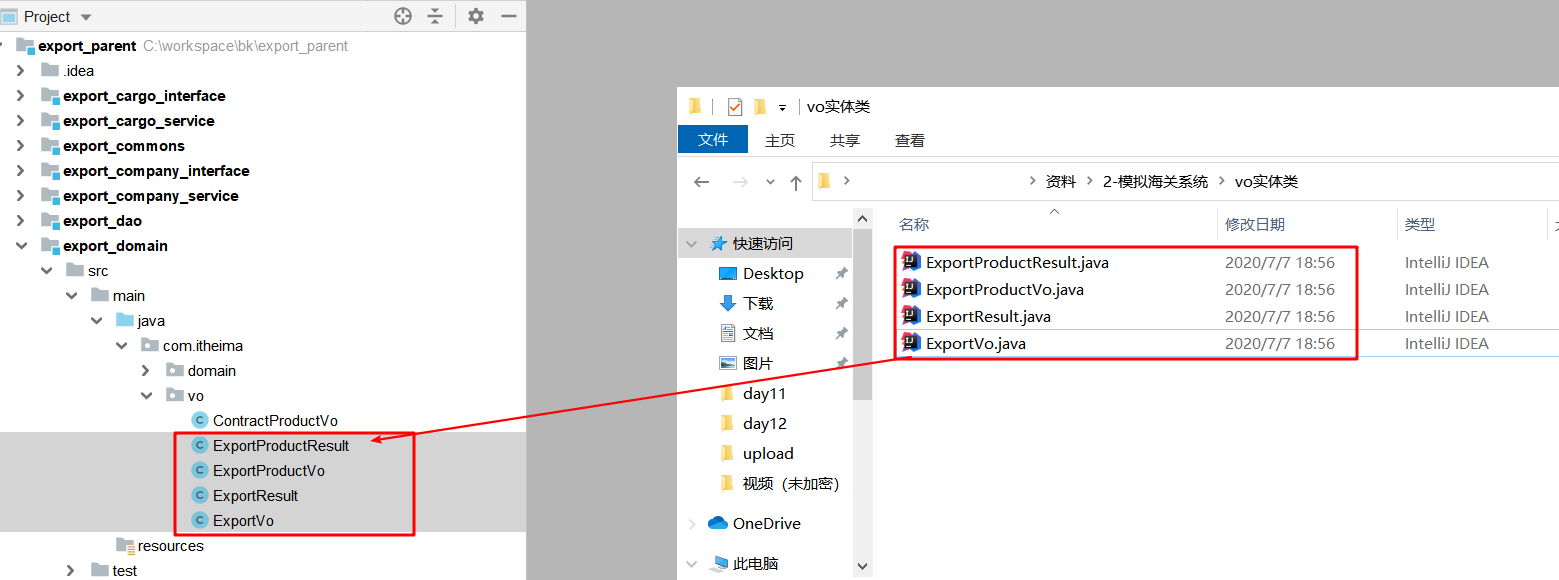 Project
export_parent C:\workspace\bk\export_parent
.idea
export_cargo_interface
export_cargo_service
export_commons
export_company_interface
export_company_service
export_dao
export_domain
src
main
java
com.itheima
domain
vo
ContractProductVo
ExportProductResult
ExportProductVo
ExportResult
ExportVo
resources
test
vo实体类
文件 主页 共享 查看
资料 2-模拟海关系统 vo实体类
名称 修改日期 类型
快速访问
Desktop
下载
文档
图片
day11
day12
upload
视频（未加密）
OneDrive
此电脑
ExportProductResult.java 2020/7/7 18:56 IntelliJ IDEA
ExportProductVo.java 2020/7/7 18:56 IntelliJ IDEA
ExportResult.java 2020/7/7 18:56 IntelliJ IDEA
ExportVo.java 2020/7/7 18:56 IntelliJ IDEA